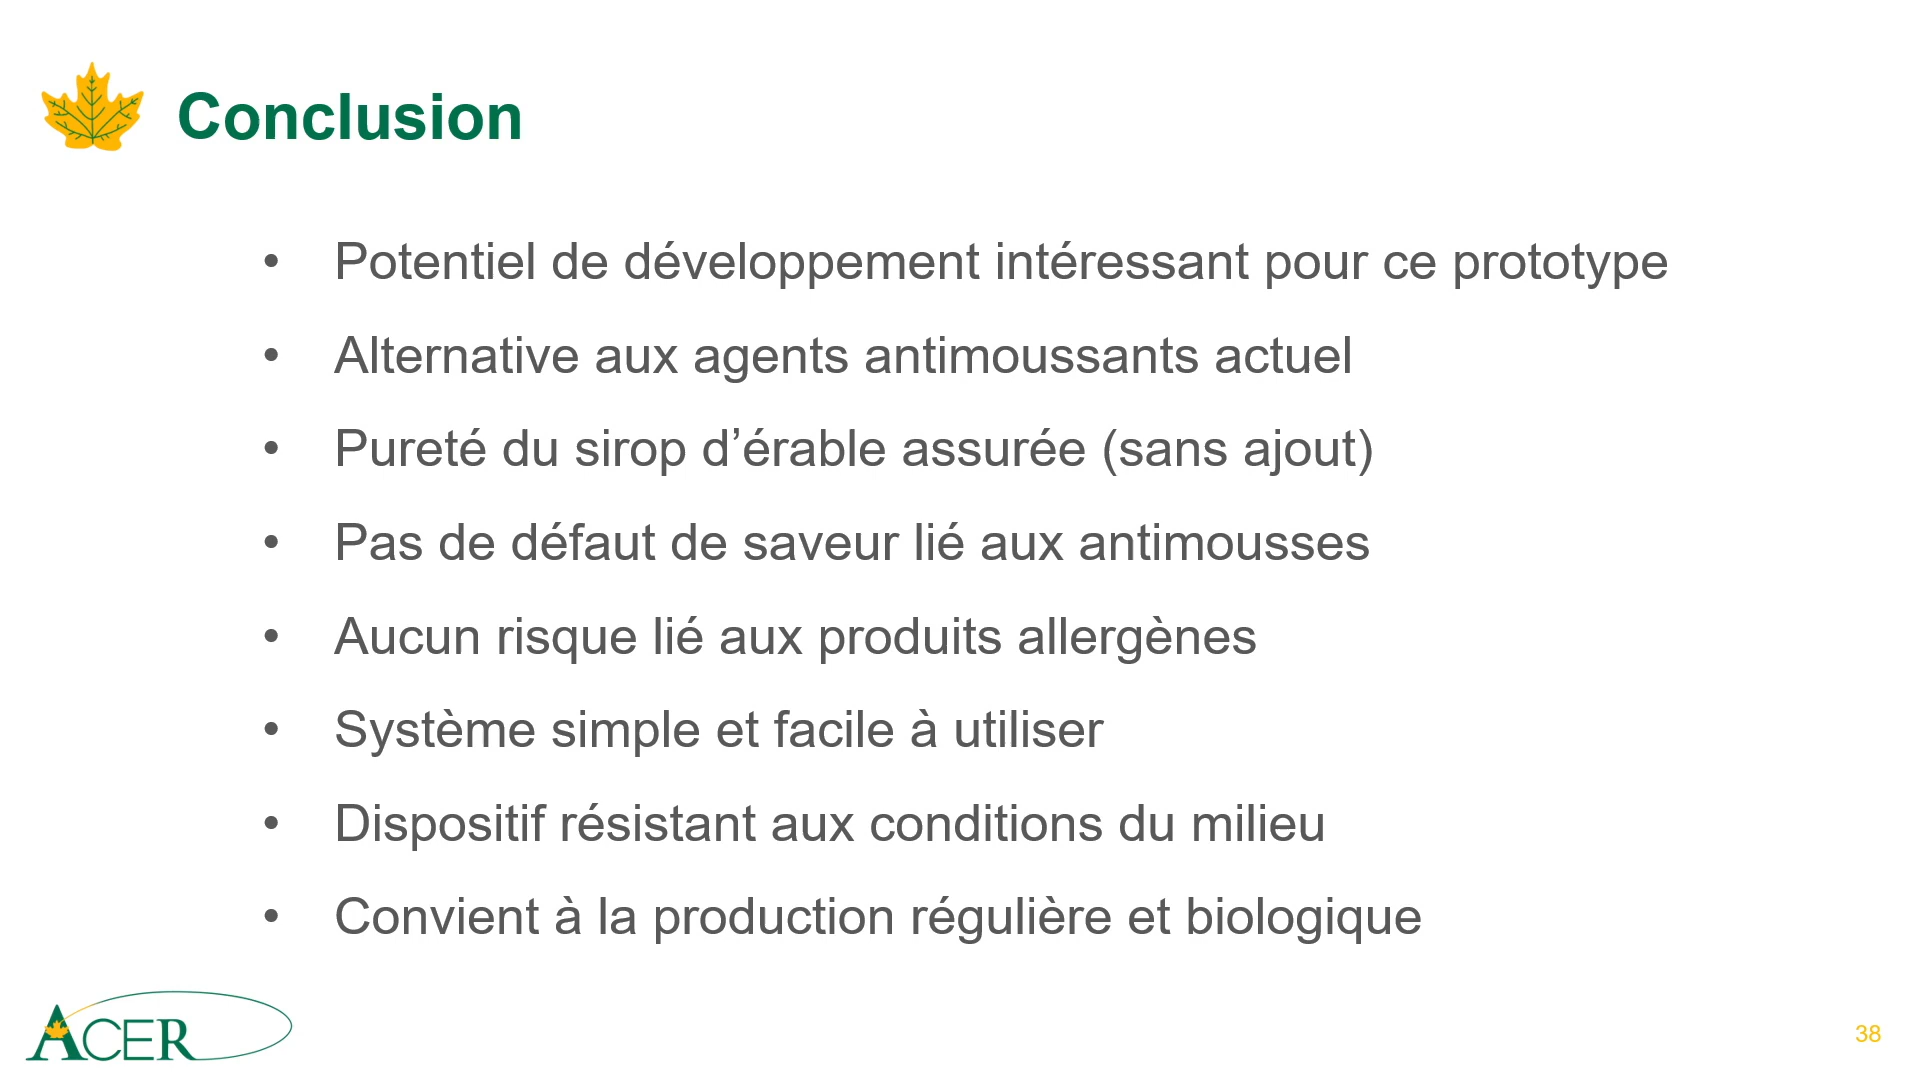 Conclusion
• Potentiel de développement intéressant pour ce prototype
• Alternative aux agents antimoussants actuel
• Pureté du sirop d’érable assurée (sans ajout)
• Pas de défaut de saveur lié aux antimousses
• Aucun risque lié aux produits allergènes
• Système simple et facile à utiliser
• Dispositif résistant aux conditions du milieu
• Convient à la production régulière et biologique
ACER
38